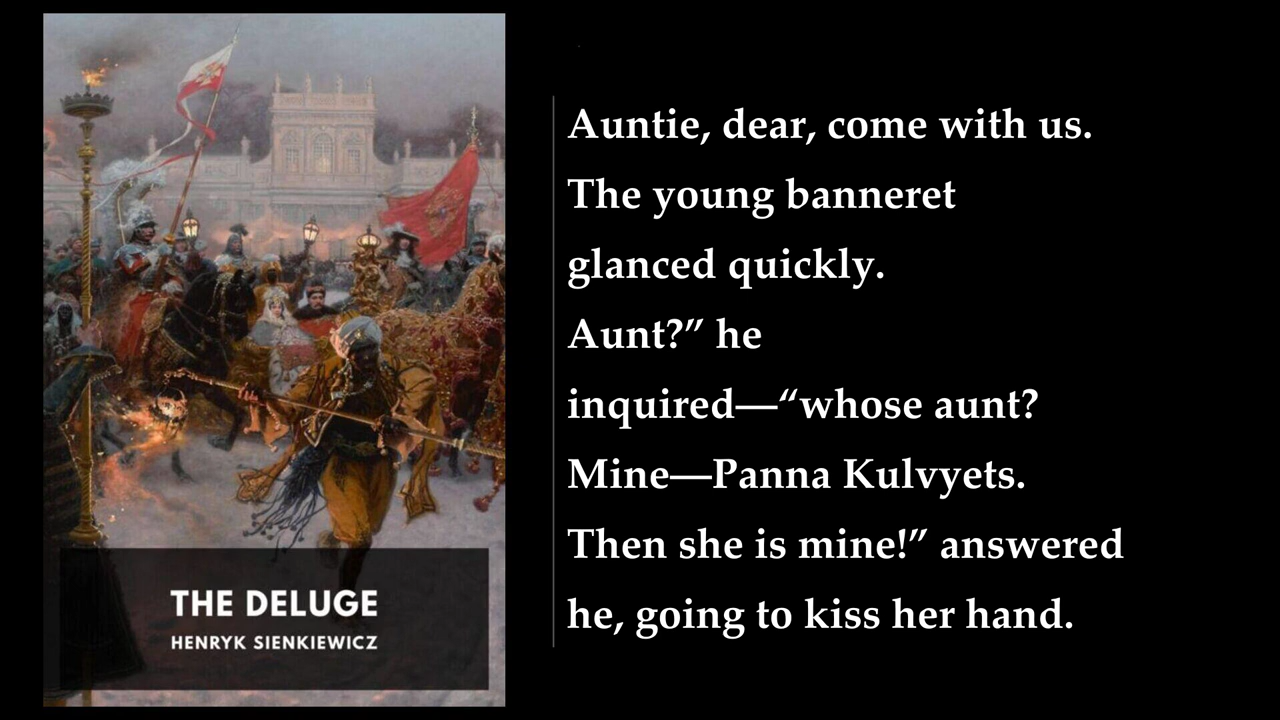 THE DELUGE
HENRYK SIENKIEWICZ
Auntie, dear, come with us.
The young banneret
glanced quickly.
Aunt?” he
inquired—“whose aunt?
Mine—Panna Kulvyets.
Then she is mine!” answered
he, going to kiss her hand.